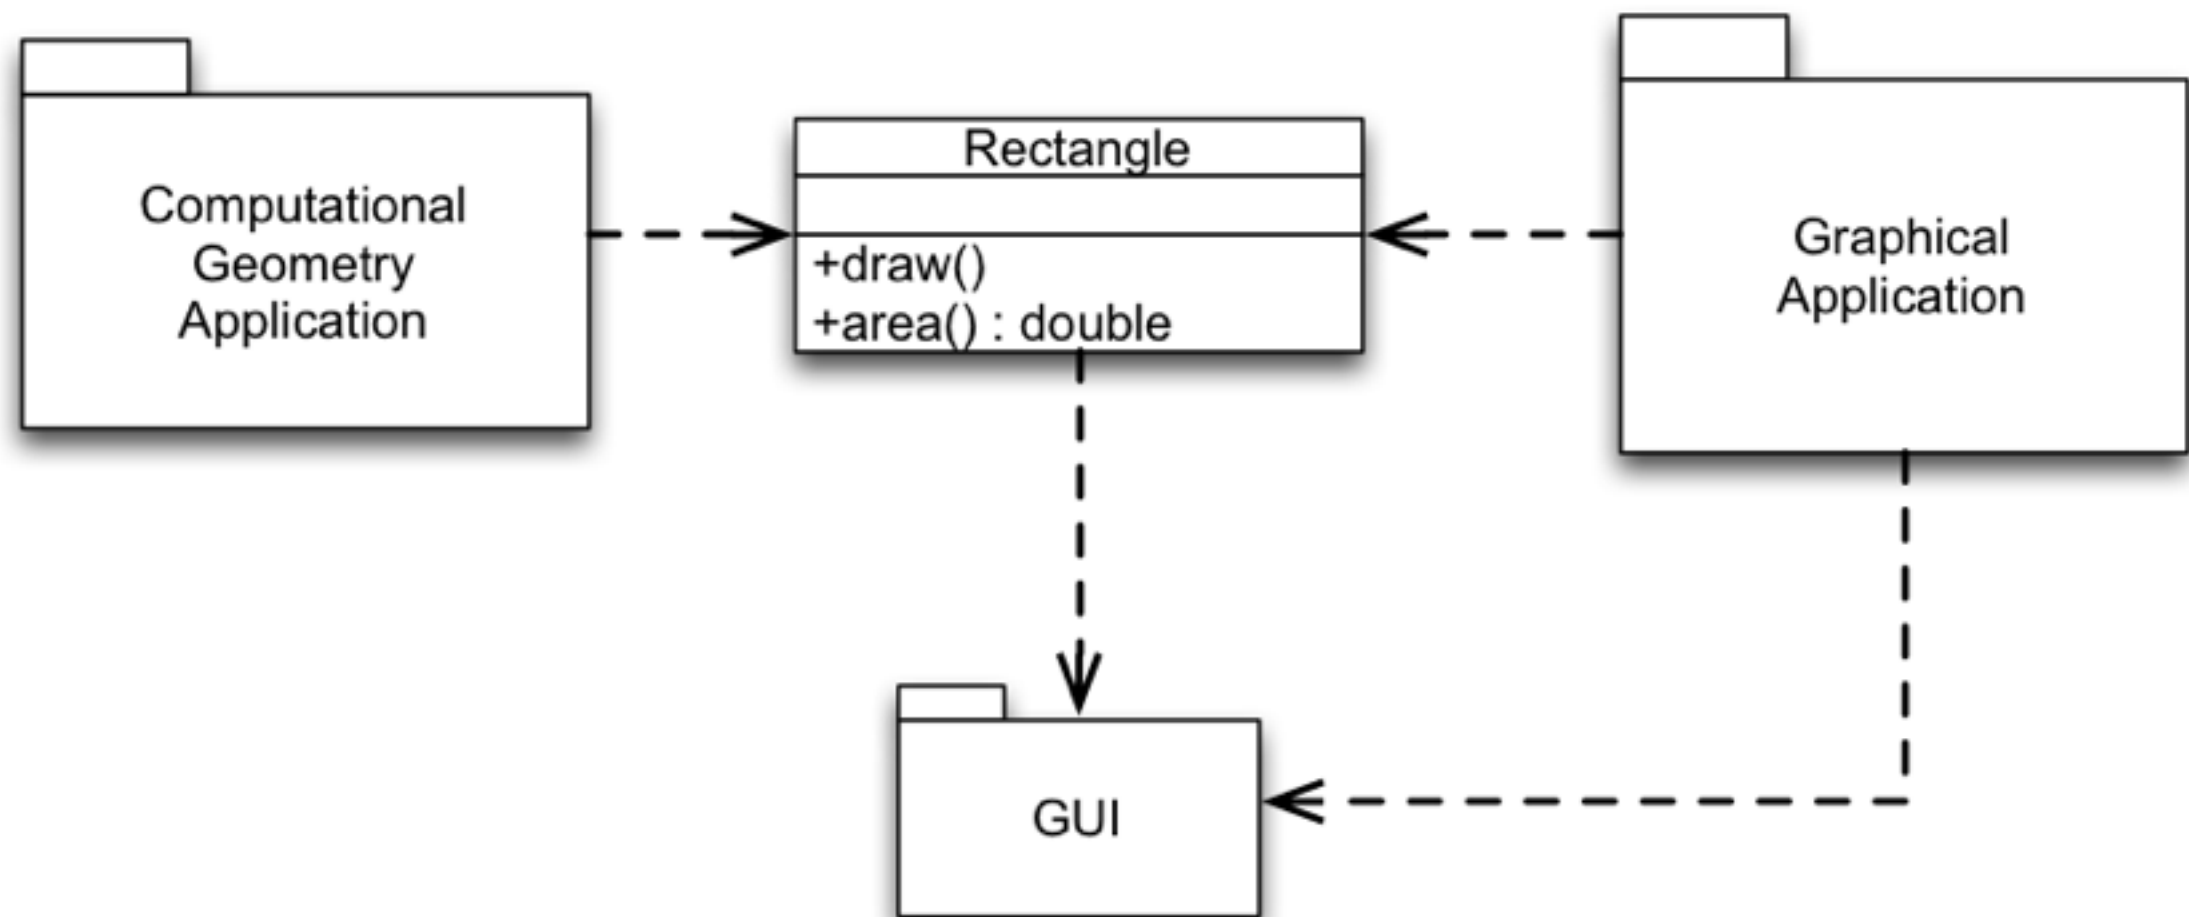 Computational
Geometry
Application
Rectangle
+draw()
+area() : double
Graphical
Application
GUI